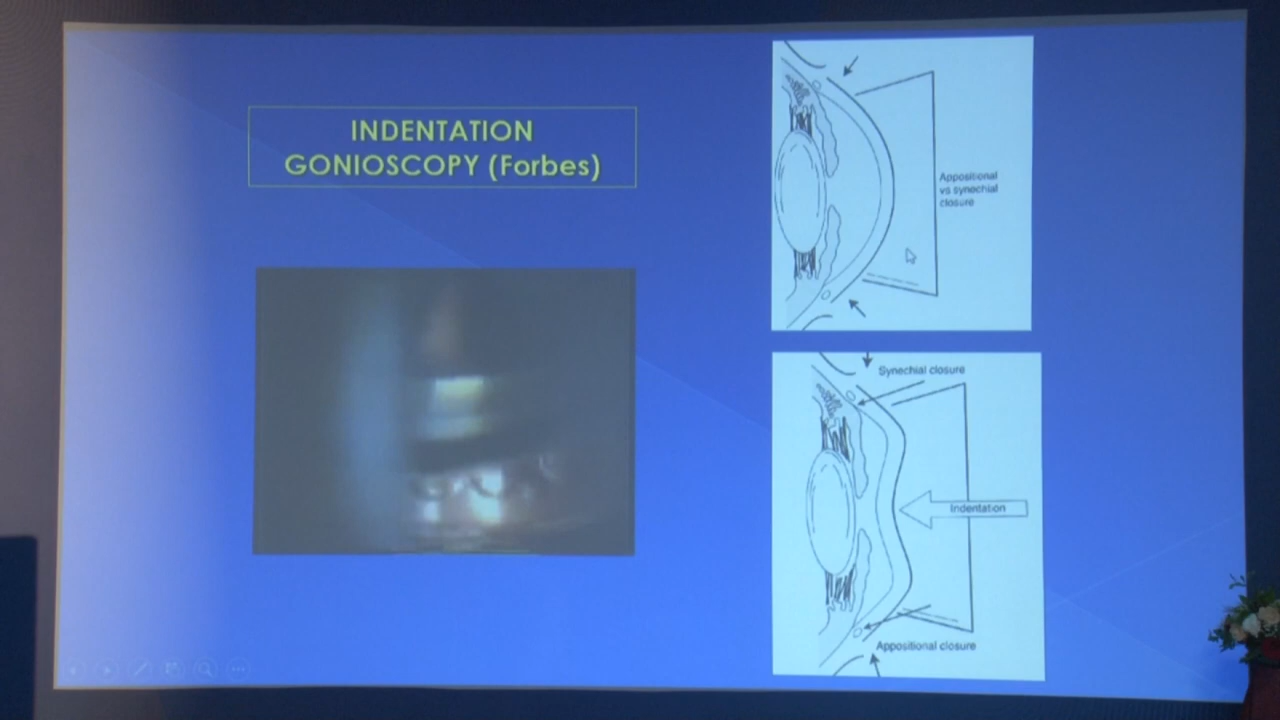 INDENTATION
GONIOSCOPY (Forbes)
Appositional
vs synechial
closure
Synechial closure
Indentation
Appositional closure